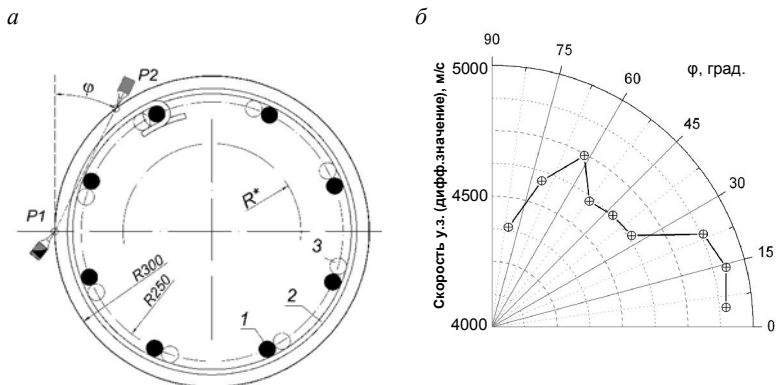 а
б
P2
φ
P1
R*
3
R300
R250
2
1
90
75
60
45
30
15
0
φ, град.
5000
4500
4000
Скорость у.з. (дифф.значение), м/с